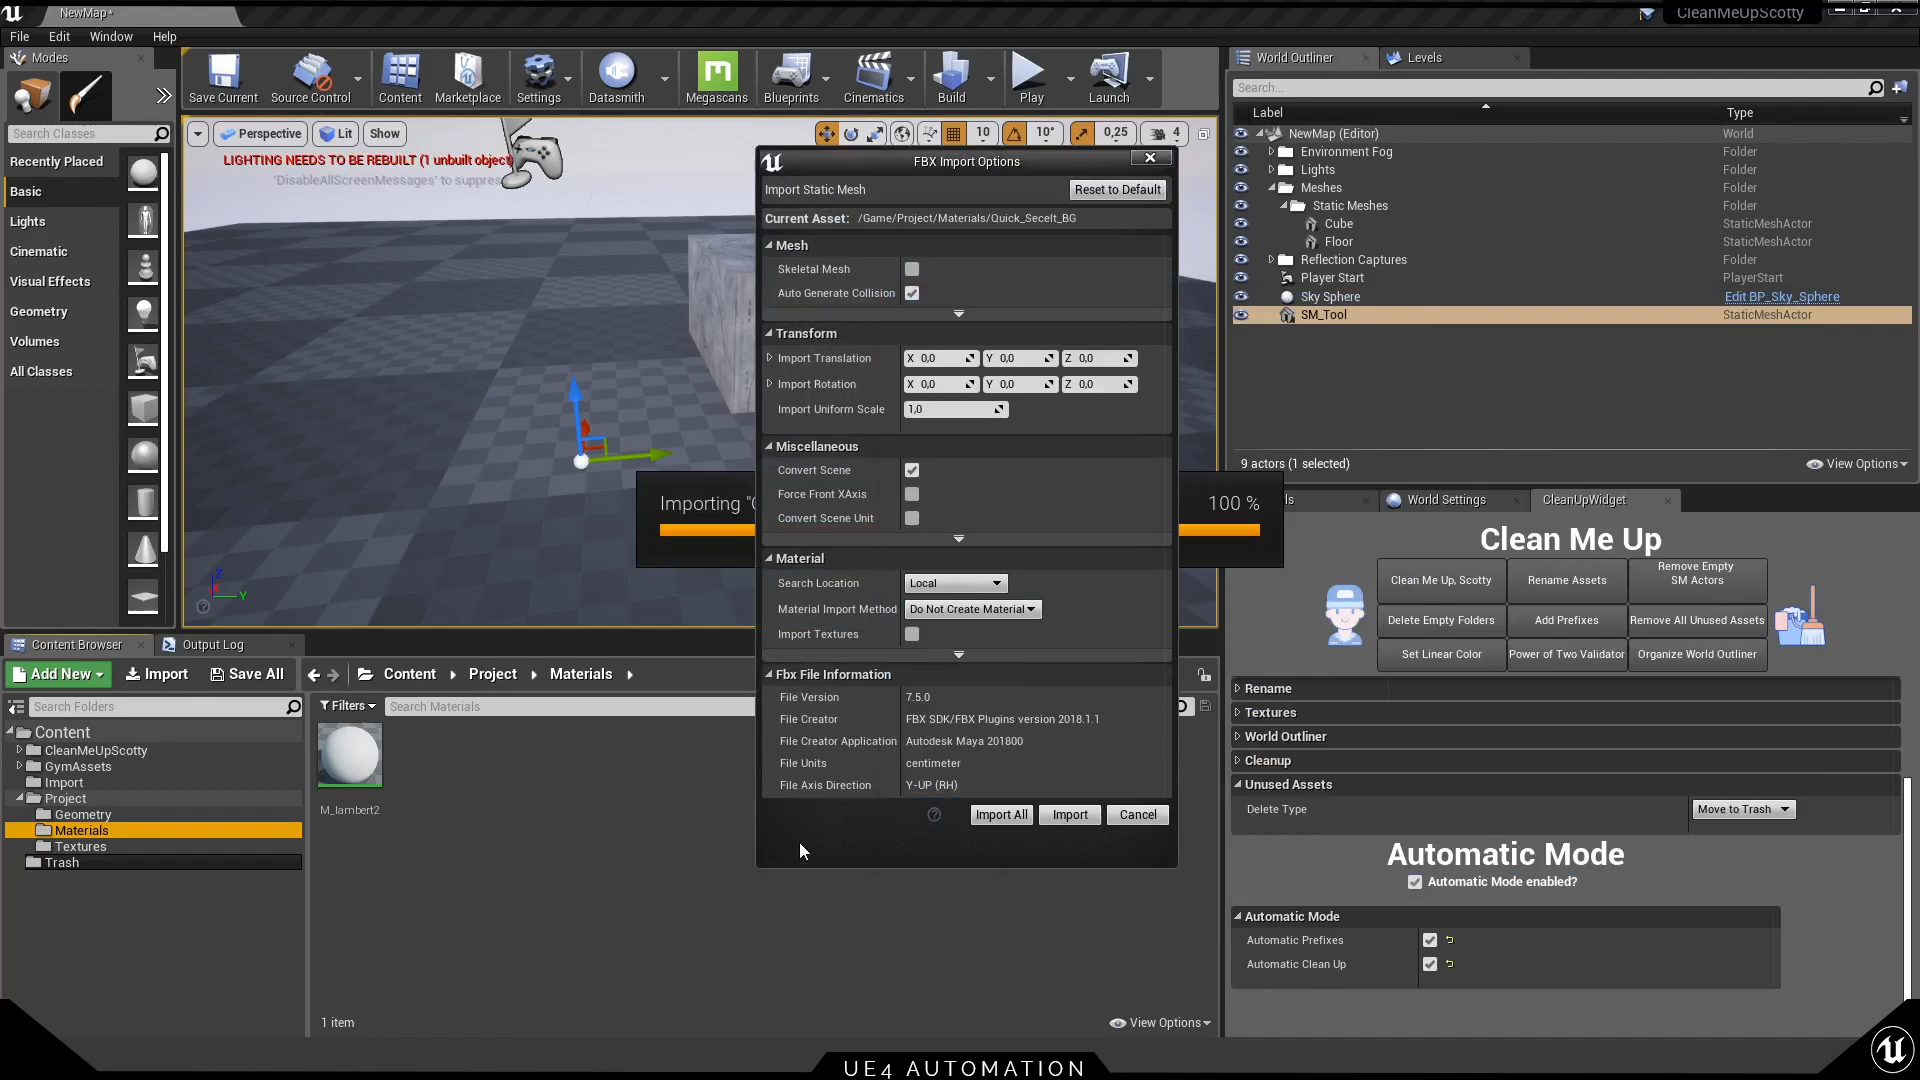 NewMap*
CleanMeUpScotty
File Edit Window Help
Modes
Save Current
Source Control
Content
Marketplace
Settings
Datasmith
Megascans
Blueprints
Cinematics
Build
Play
Launch
Search Classes
Recently Placed
Basic
Lights
Cinematic
Visual Effects
Geometry
Volumes
All Classes
Perspective
Lit
Show
10
10°
0,25
4
LIGHTING NEEDS TO BE REBUILT (1 unbuilt object)
'DisableAllScreenMessages' to suppres
Z
Y
Importing "
100 %
FBX Import Options
Import Static Mesh
Reset to Default
Current Asset: /Game/Project/Materials/Quick_SeceIt_BG
Mesh
Skeletal Mesh
Auto Generate Collision
Transform
Import Translation X 0,0 Y 0,0 Z 0,0
Import Rotation X 0,0 Y 0,0 Z 0,0
Import Uniform Scale 1,0
Miscellaneous
Convert Scene
Force Front XAxis
Convert Scene Unit
Material
Search Location Local
Material Import Method Do Not Create Material
Import Textures
Fbx File Information
File Version 7.5.0
File Creator FBX SDK/FBX Plugins version 2018.1.1
File Creator Application Autodesk Maya 201800
File Units centimeter
File Axis Direction Y-UP (RH)
Import All
Import
Cancel
World Outliner
Levels
Search...
Label Type
NewMap (Editor) World
Environment Fog Folder
Lights Folder
Meshes Folder
Static Meshes Folder
Cube StaticMeshActor
Floor StaticMeshActor
Reflection Captures Folder
Player Start PlayerStart
Sky Sphere Edit BP_Sky_Sphere
SM_Tool StaticMeshActor
9 actors (1 selected)
View Options
ls
World Settings
CleanUpWidget
Clean Me Up
Clean Me Up, Scotty
Rename Assets
Remove Empty
SM Actors
Delete Empty Folders
Add Prefixes
Remove All Unused Assets
Set Linear Color
Power of Two Validator
Organize World Outliner
Rename
Textures
World Outliner
Cleanup
Unused Assets
Delete Type Move to Trash
Automatic Mode
Automatic Mode enabled?
Automatic Mode
Automatic Prefixes
Automatic Clean Up
Content Browser
Output Log
Add New
Import
Save All
Content
Project
Materials
Search Folders
Filters
Search Materials
Content
CleanMeUpScotty
GymAssets
Import
Project
Geometry
Materials
Textures
Trash
M_lambert2
1 item
View Options
UE4 AUTOMATION